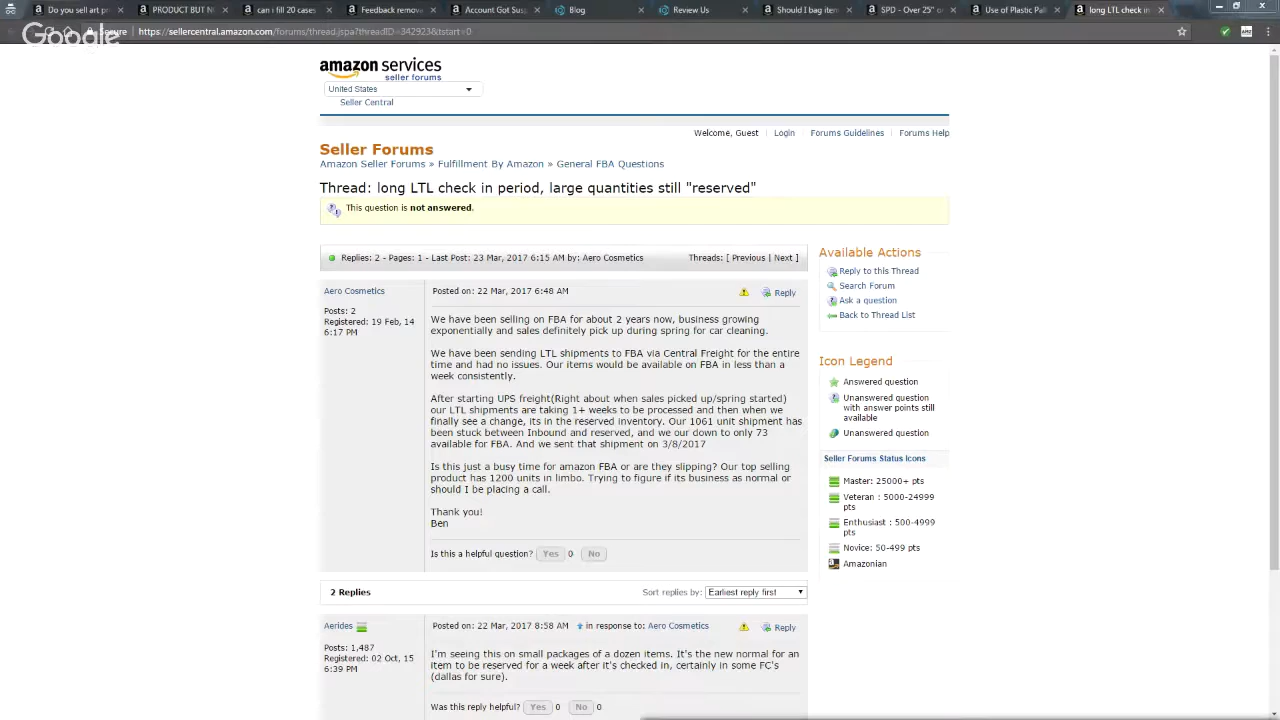 Do you sell art pr
PRODUCT BUT N
can i fill 20 cases
Feedback remova
Account Got Sus
Blog
Review Us
Should I bag item
SPD - Over 25" or
Use of Plastic Pal
long LTL check in
Google
Secure https://sellercentral.amazon.com/forums/thread.jspa?threadID=342923&tstart=0
amazon services
seller forums
United States
Seller Central
Welcome, Guest Login Forums Guidelines Forums Help
Seller Forums
Amazon Seller Forums » Fulfillment By Amazon » General FBA Questions
Thread: long LTL check in period, large quantities still "reserved"
This question is not answered.
Replies: 2 - Pages: 1 - Last Post: 23 Mar, 2017 6:15 AM by: Aero Cosmetics Threads: [ Previous | Next ]
Aero Cosmetics
Posts: 2
Registered: 19 Feb, 14
6:17 PM
Posted on: 22 Mar, 2017 6:48 AM
Reply
We have been selling on FBA for about 2 years now, business growing
exponentially and sales definitely pick up during spring for car cleaning.
We have been sending LTL shipments to FBA via Central Freight for the entire
time and had no issues. Our items would be available on FBA in less than a
week consistently.
After starting UPS freight(Right about when sales picked up/spring started)
our LTL shipments are taking 1+ weeks to be processed and then when we
finally see a change, its in the reserved inventory. Our 1061 unit shipment has
been stuck between Inbound and reserved, and we our down to only 73
available for FBA. And we sent that shipment on 3/8/2017
Is this just a busy time for amazon FBA or are they slipping? Our top selling
product has 1200 units in limbo. Trying to figure if its business as normal or
should I be placing a call.
Thank you!
Ben
Is this a helpful question? Yes 0 No
2 Replies
Sort replies by: Earliest reply first
Aerides
Posts: 1,487
Registered: 02 Oct, 15
6:39 PM
Posted on: 22 Mar, 2017 8:58 AM in response to: Aero Cosmetics
Reply
I'm seeing this on small packages of a dozen items. It's the new normal for an
item to be reserved for a week after it's checked in, certainly in some FC's
(dallas for sure).
Was this reply helpful? Yes 0 No 0
Available Actions
Reply to this Thread
Search Forum
Ask a question
Back to Thread List
Icon Legend
Answered question
Unanswered question
with answer points still
available
Unanswered question
Seller Forums Status Icons
Master: 25000+ pts
Veteran : 5000-24999
pts
Enthusiast : 500-4999
pts
Novice: 50-499 pts
Amazonian